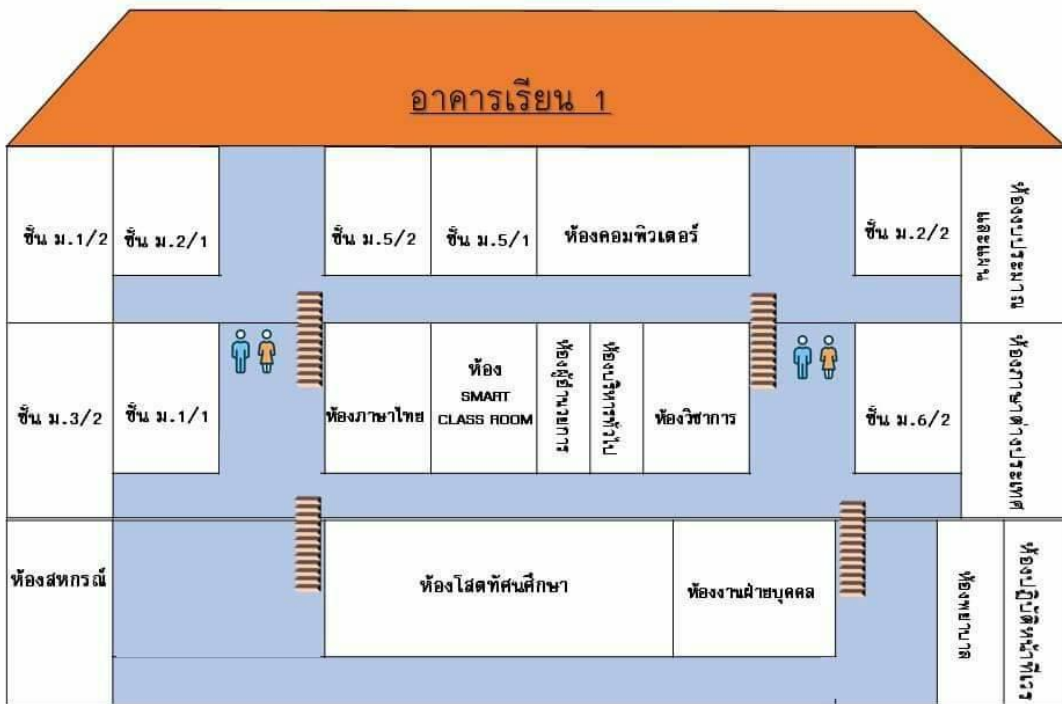 อาคารเรียน 1
ชั้น ม.1/2
ชั้น ม.2/1
ชั้น ม.5/2
ชั้น ม.5/1
ห้องคอมพิวเตอร์
ชั้น ม.2/2
ห้องงบประมาณ
และแผน
ชั้น ม.3/2
ชั้น ม.1/1
ห้องภาษาไทย
ห้อง
SMART
CLASS ROOM
ห้องผู้อำนวยการ
ห้องบริหารทั่วไป
ห้องวิชาการ
ชั้น ม.6/2
ห้องภาษาต่างประเทศ
ห้องสหกรณ์
ห้องโสตทัศนศึกษา
ห้องงานฝ่ายบุคคล
ห้องพยาบาล
ห้องปฏิบัติหน้าที่เวร